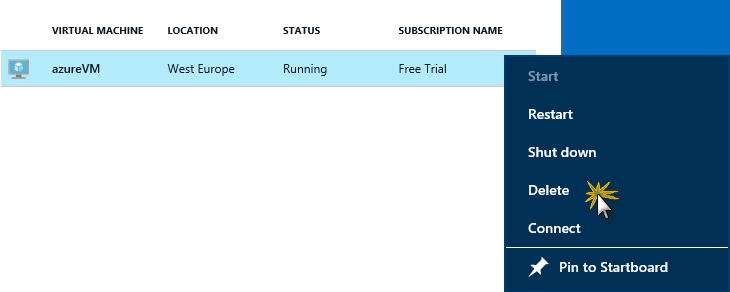 VIRTUAL MACHINE LOCATION STATUS SUBSCRIPTION NAME
azureVM West Europe Running Free Trial
Start
Restart
Shut down
Delete
Connect
Pin to Startboard